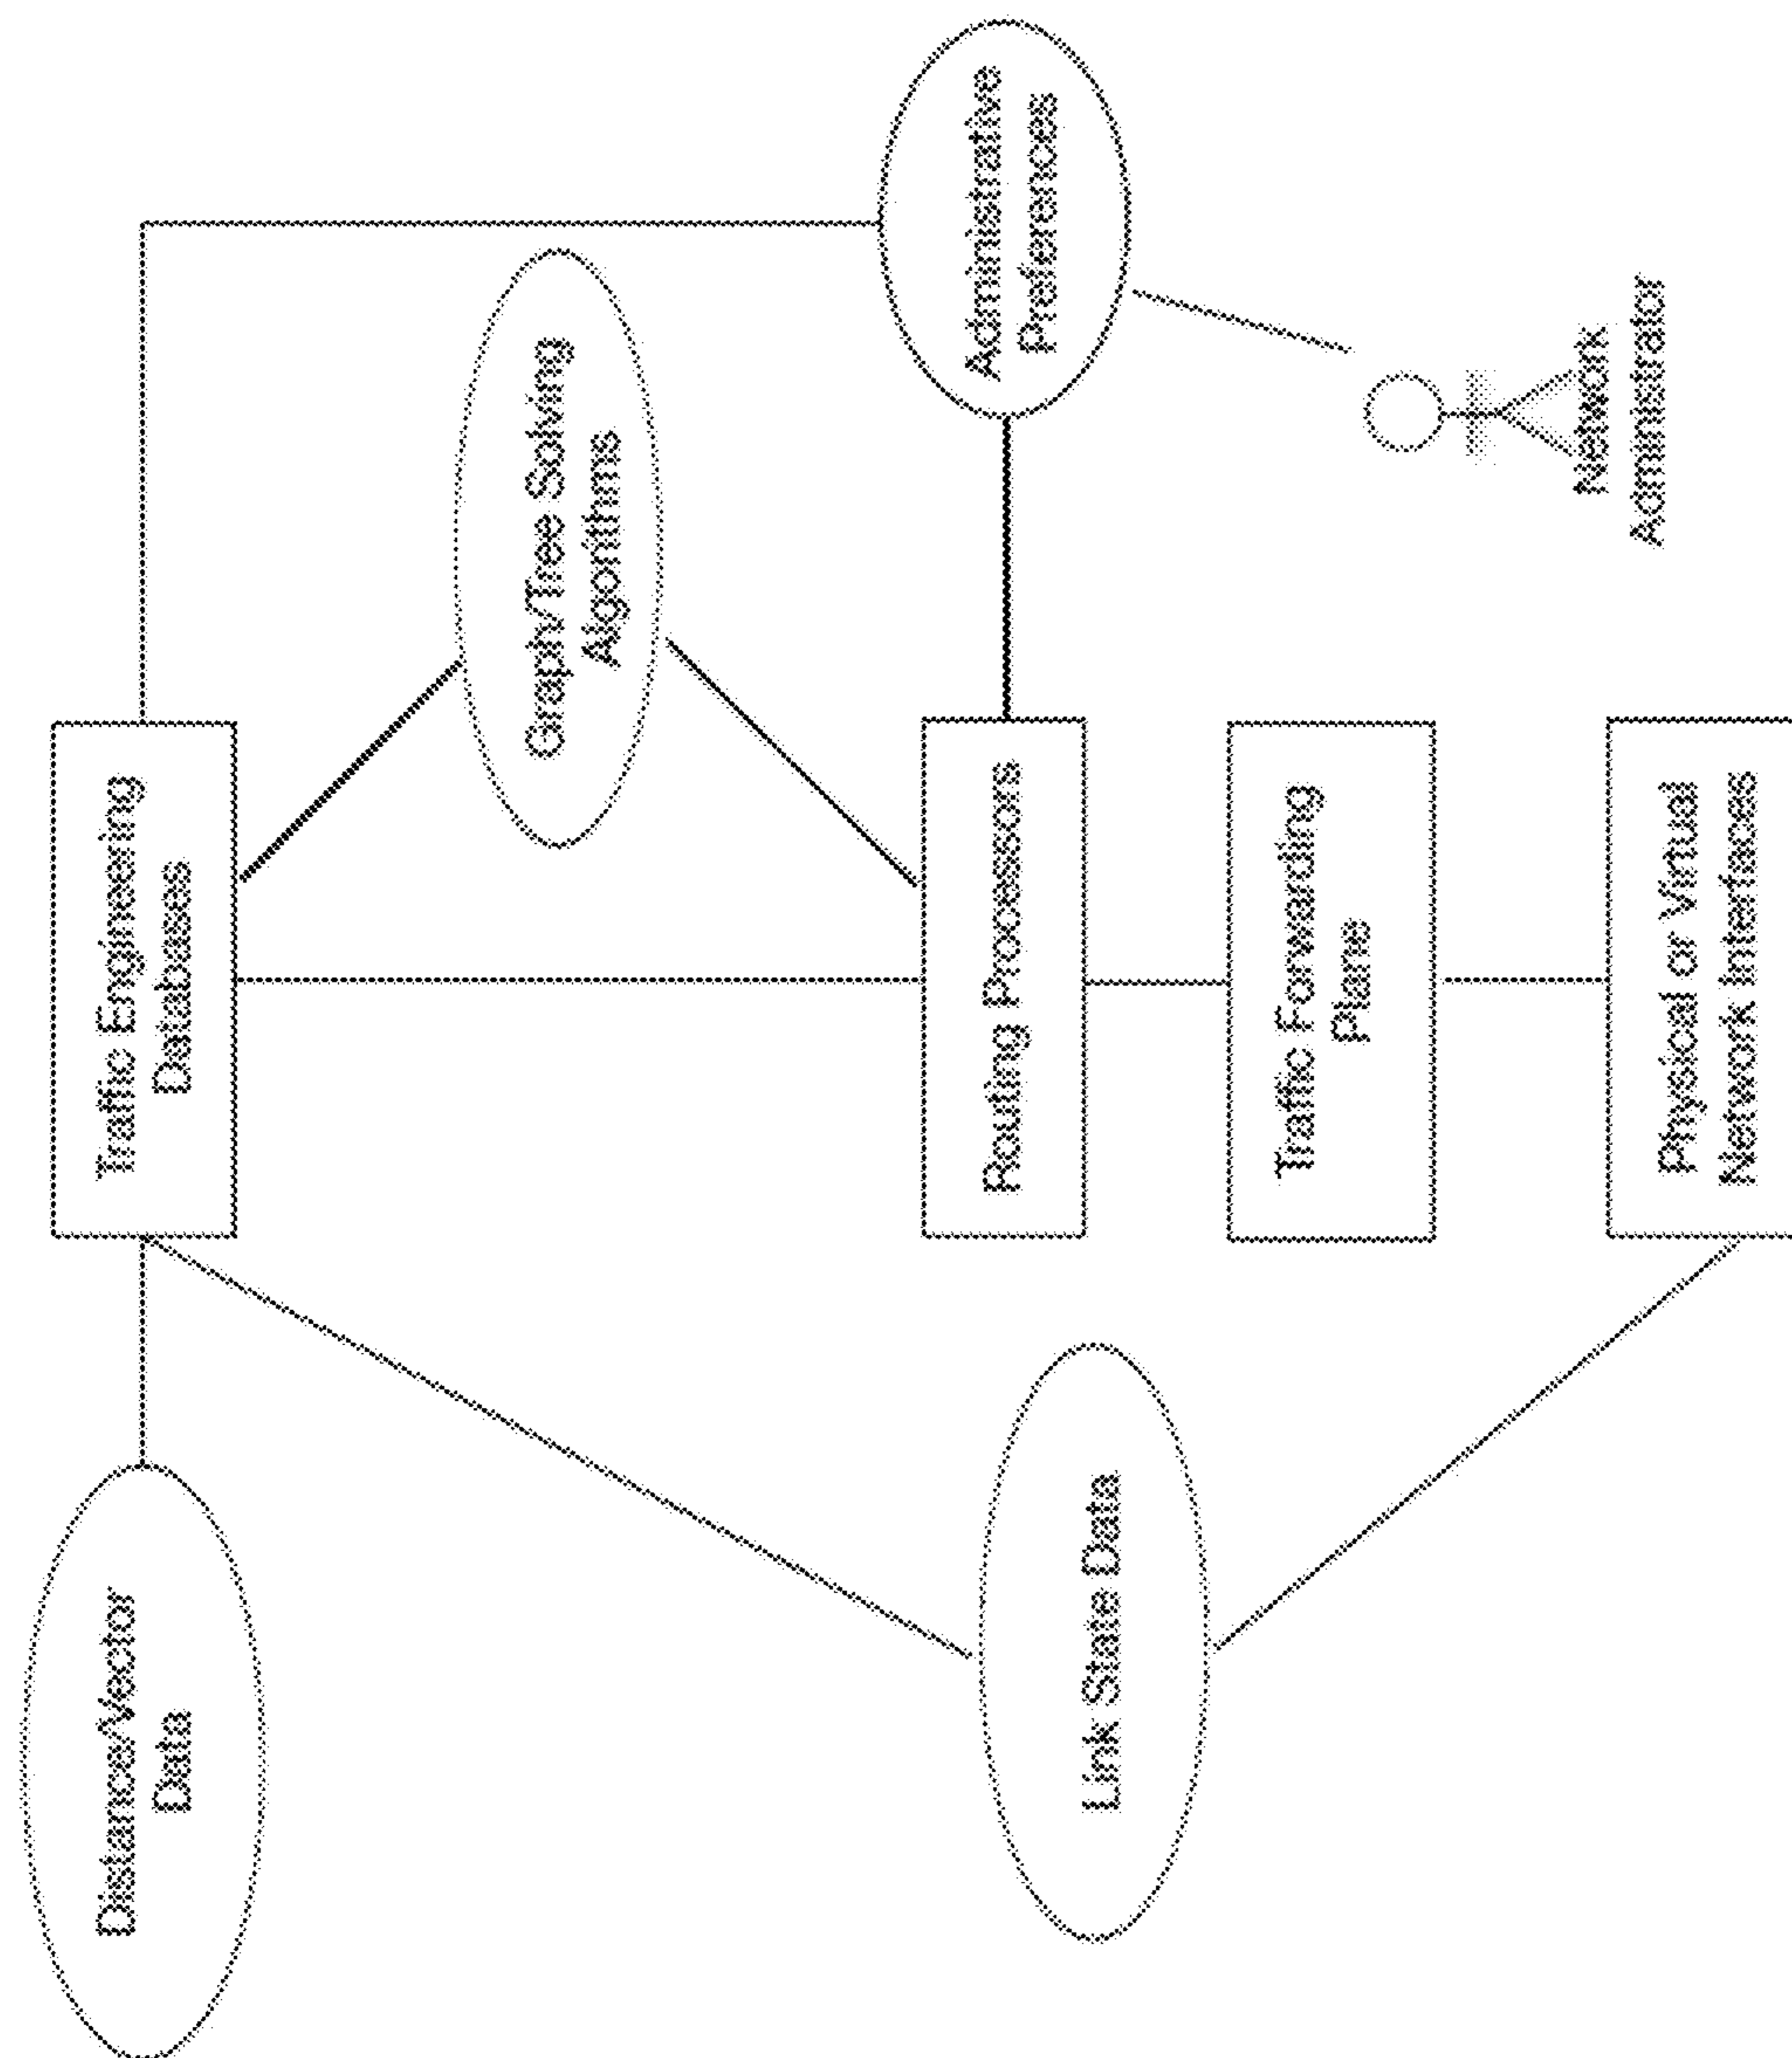 Distance/Vector
Data
Traffic Engineering
Databases
Graph/Tree Solving
Algorithms
Administrative
Preferences
Link State Data
Routing Processors
Traffic Forwarding
Plans
Physical or Virtual
Network Interfaces
Network
Administrator